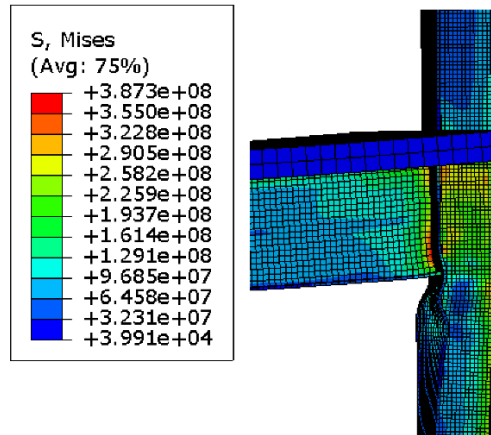 S, Mises
(Avg: 75%)
+3.873e+08
+3.550e+08
+3.228e+08
+2.905e+08
+2.582e+08
+2.259e+08
+1.937e+08
+1.614e+08
+1.291e+08
+9.685e+07
+6.458e+07
+3.231e+07
+3.991e+04